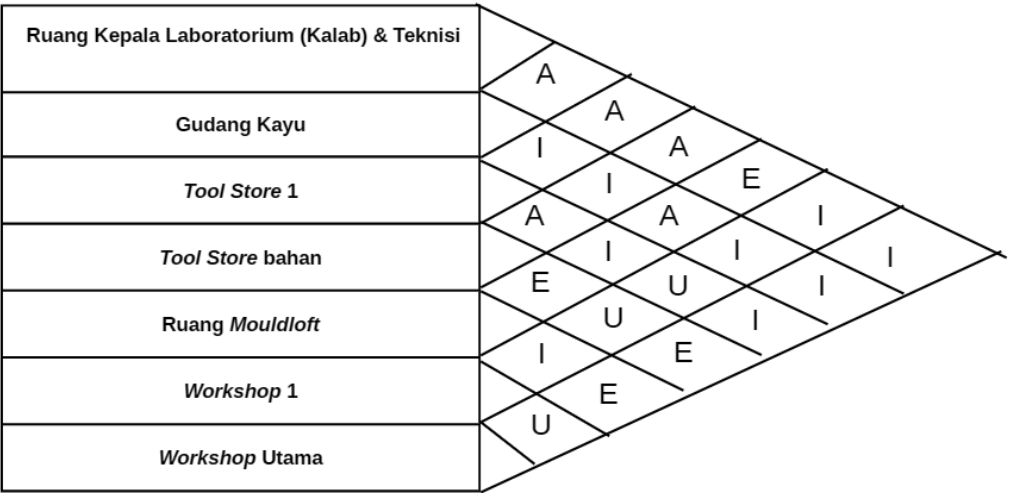 Ruang Kepala Laboratorium (Kalab) & Teknisi
A
A
Gudang Kayu
I
A
I
E
Tool Store 1
A
A
I
I
I
I
Tool Store bahan
E
U
I
Ruang Mouldloft
U
I
I
E
Workshop 1
E
Workshop Utama
U